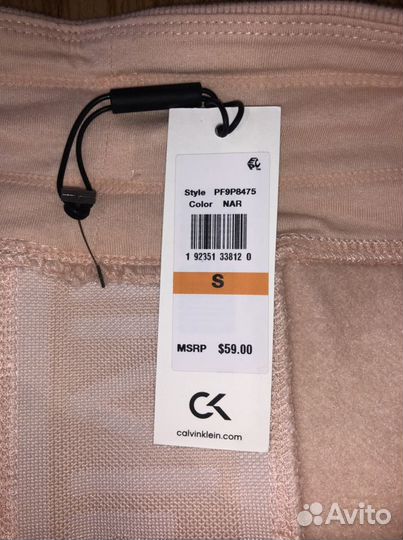 Style PF9P8475
Color NAR
1 92351 33812 0
S
MSRP $59.00
CK
calvinklein.com
Avito